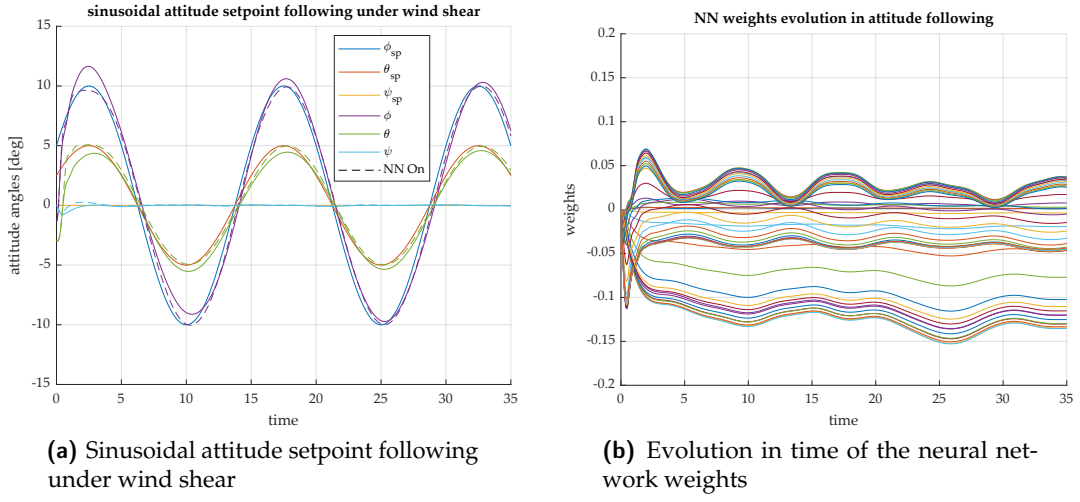 sinusoidal attitude setpoint following under wind shear
15
10
5
0
-5
-10
-15
attitude angles [deg]
0 5 10 15 20 25 30 35
time
ϕsp
θsp
ψsp
ϕ
θ
ψ
NN On
(a) Sinusoidal attitude setpoint following
under wind shear
NN weights evolution in attitude following
0.2
0.15
0.1
0.05
0
-0.05
-0.1
-0.15
-0.2
weights
0 5 10 15 20 25 30 35
time
(b) Evolution in time of the neural net-
work weights